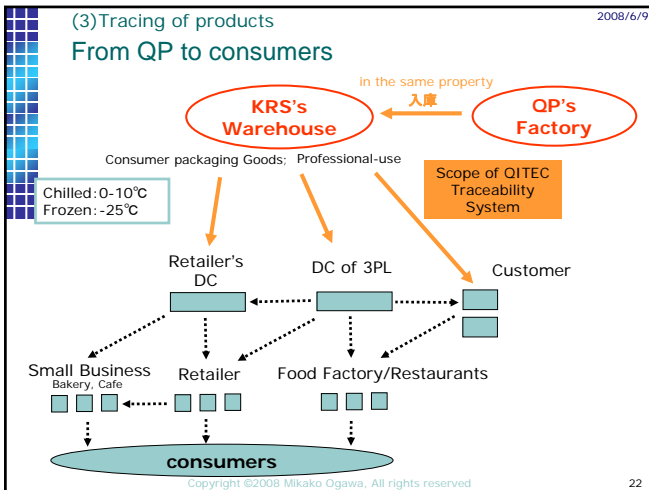 (3)Tracing of products
2008/6/9
From QP to consumers
in the same property
入庫
KRS's
Warehouse
QP's
Factory
Consumer packaging Goods; Professional-use
Scope of QITEC
Traceability
System
Chilled:0-10℃
Frozen:-25℃
Retailer's
DC
DC of 3PL
Customer
Small Business
Bakery, Cafe
Retailer
Food Factory/Restaurants
consumers
Copyright ©2008 Mikako Ogawa, All rights reserved
22